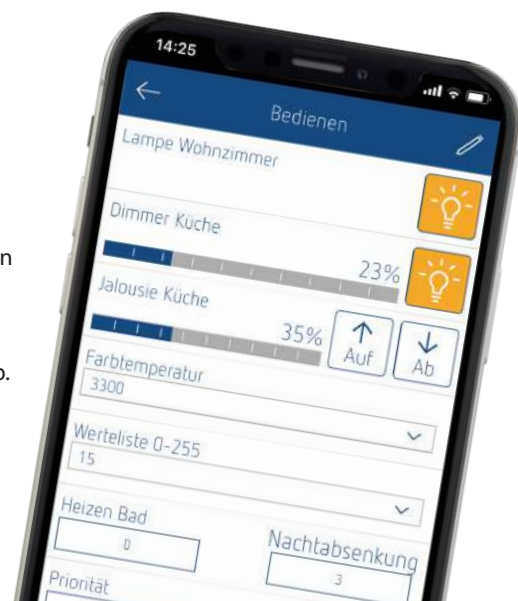 14:25
Bedienen
Lampe Wohnzimmer
Dimmer Küche
23%
n
Jalousie Küche
35%
Auf
Ab
o.
Farbtemperatur
3300
Werteliste 0-255
15
Heizen Bad
0
Nachtabsenkung
3
Priorität